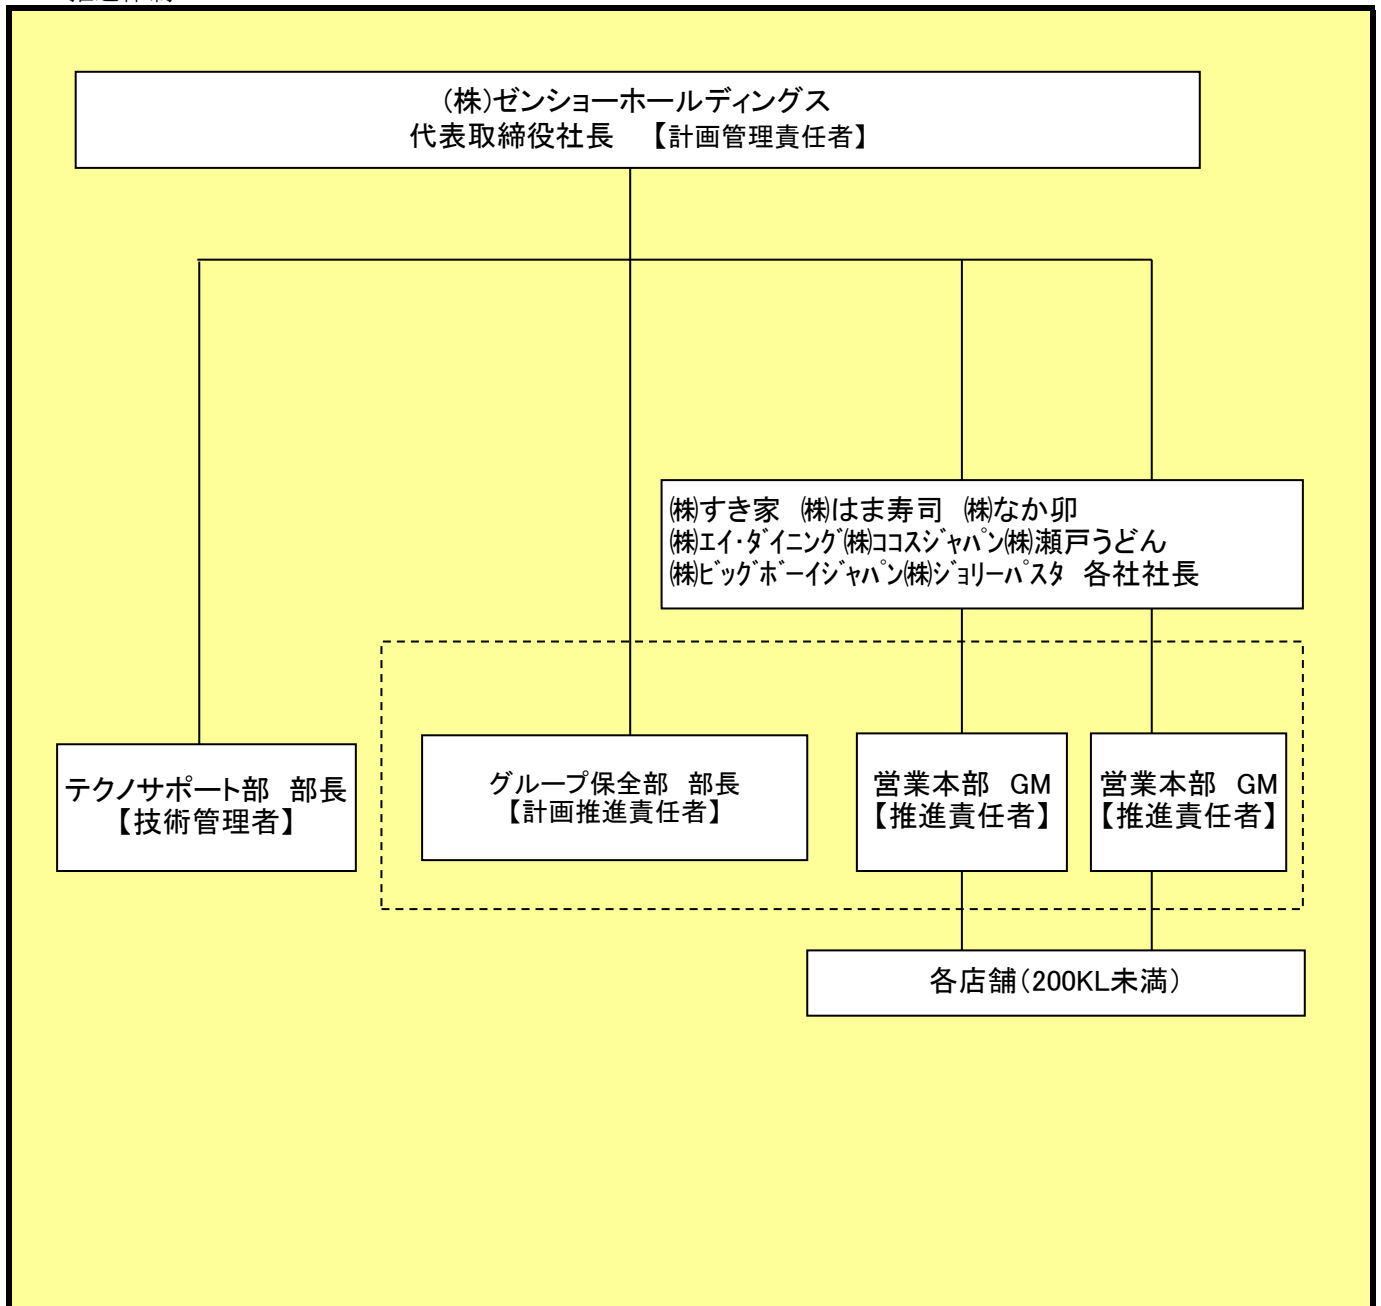 (株)ゼンショーホールディングス
代表取締役社長　【計画管理責任者】
㈱すき家　㈱はま寿司　㈱なか卯
㈱ｴｲ・ﾀﾞｲﾆﾝｸﾞ㈱ｺｺｽｼﾞｬﾊﾟﾝ㈱瀬戸うどん
㈱ﾋﾞｯｸﾞﾎﾞｰｲｼﾞｬﾊﾟﾝ㈱ｼﾞｮﾘｰﾊﾟｽﾀ　各社社長
テクノサポート部　部長
【技術管理者】
グループ保全部　部長
【計画推進責任者】
営業本部　GM
【推進責任者】
営業本部　GM
【推進責任者】
各店舗（200KL未満）